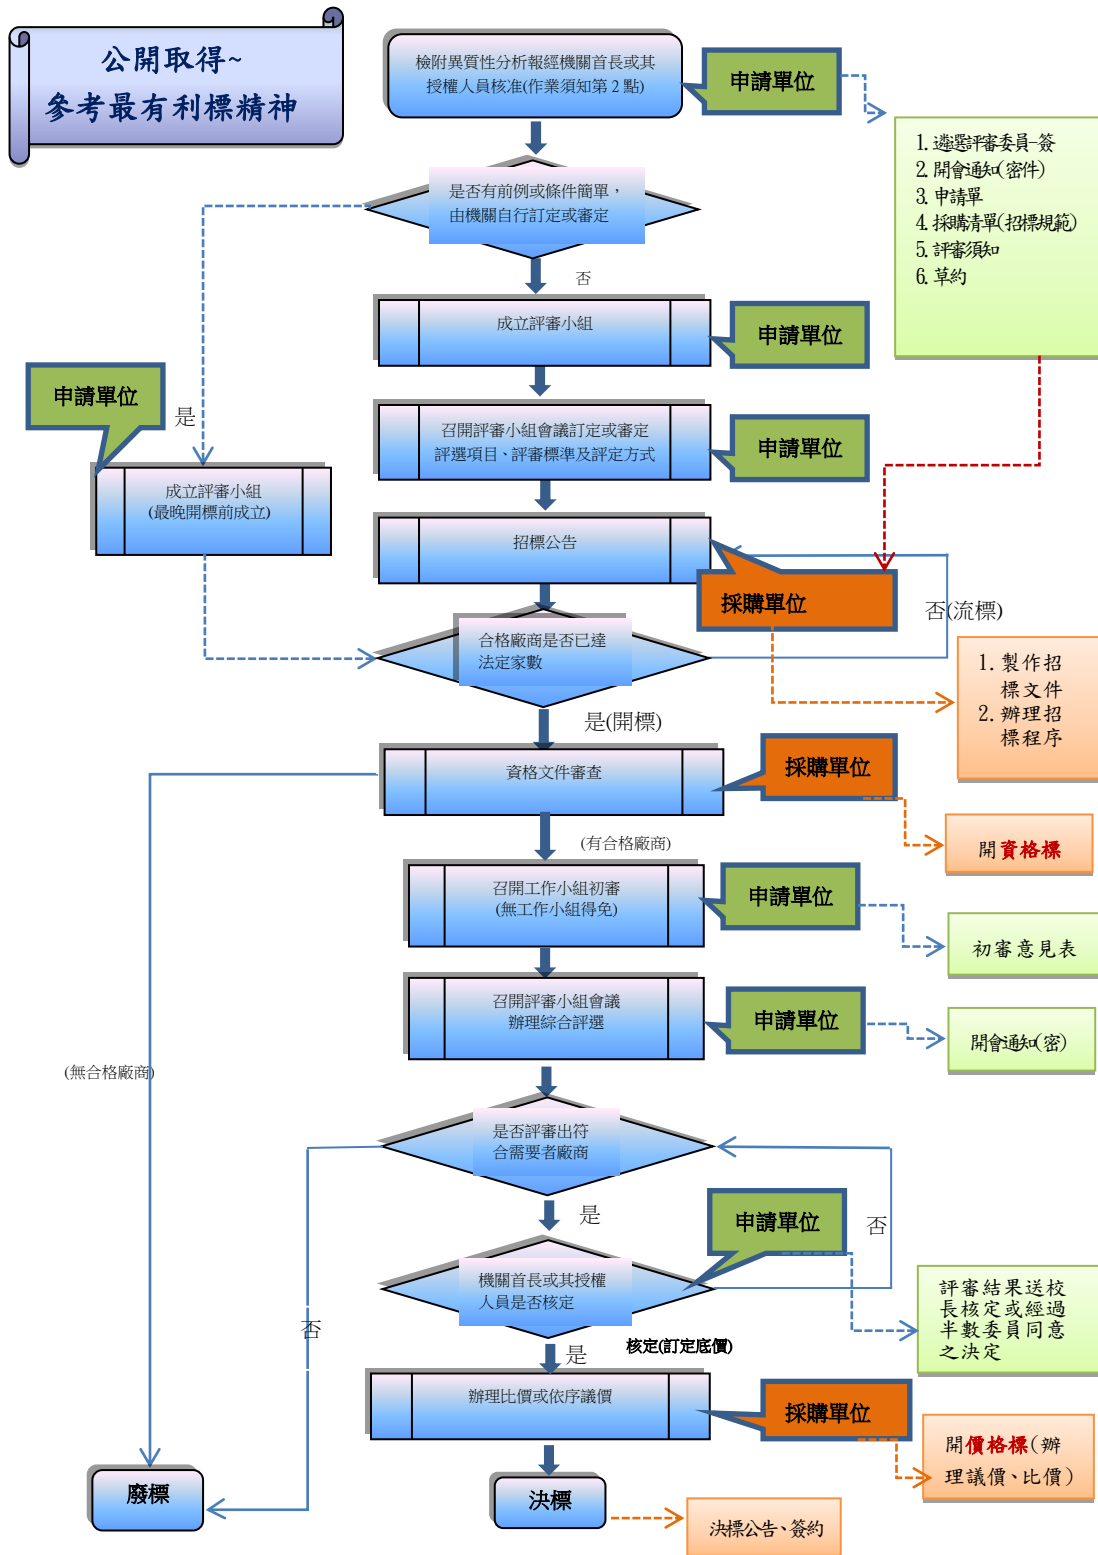 公開取得~
參考最有利標精神
檢附異質性分析報經機關首長或其
授權人員核准(作業須知第 2 點)
申請單位
1. 遴選評審委員-簽
2. 開會通知(密件)
3. 申請單
4. 採購清單(招標規範)
5. 評審須知
6. 草約
是否有前例或條件簡單，
由機關自行訂定或審定
否
成立評審小組
申請單位
申請單位
是
召開評審小組會議訂定或審定
評選項目、評審標準及評定方式
申請單位
成立評審小組
(最晚開標前成立)
招標公告
採購單位
否(流標)
合格廠商是否已達
法定家數
1. 製作招
標文件
2. 辦理招
標程序
是(開標)
資格文件審查
採購單位
開資格標
(有合格廠商)
召開工作小組初審
(無工作小組得免)
申請單位
初審意見表
召開評審小組會議
辦理綜合評選
申請單位
開會通知(密)
(無合格廠商)
是否評審出符
合需要者廠商
是
申請單位
否
機關首長或其授權
人員是否核定
評審結果送校
長核定或經過
半數委員同意
之決定
否
是
核定(訂定底價)
辦理比價或依序議價
採購單位
開價格標(辦
理議價、比價)
廢標
決標
決標公告、簽約